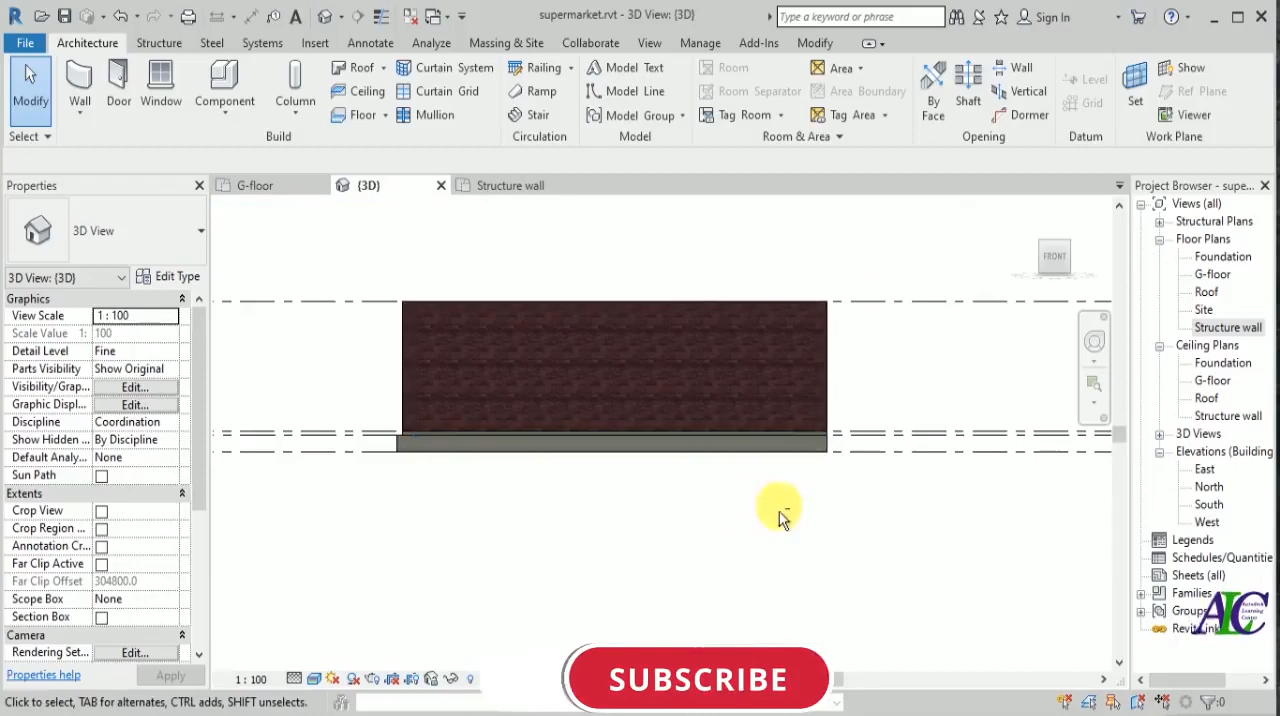 supermarket.rvt - 3D View: {3D}
Type a keyword or phrase
Sign In
File Architecture Structure Steel Systems Insert Annotate Analyze Massing & Site Collaborate View Manage Add-Ins Modify
Modify
Wall
Door
Window
Component
Column
Roof
Ceiling
Floor
Curtain System
Curtain Grid
Mullion
Railing
Ramp
Stair
Model Text
Model Line
Model Group
Room
Room Separator
Tag Room
Area
Area Boundary
Tag Area
By
Face
Shaft
Wall
Vertical
Dormer
Level
Grid
Set
Show
Ref Plane
Viewer
Select Build Circulation Model Room & Area Opening Datum Work Plane
Properties
G-floor
{3D}
Structure wall
Project Browser - supe...
3D View
3D View: {3D}
Edit Type
Graphics
View Scale 1 : 100
Scale Value 1: 100
Detail Level Fine
Parts Visibility Show Original
Visibility/Grap... Edit...
Graphic Displ... Edit...
Discipline Coordination
Show Hidden ... By Discipline
Default Analy... None
Sun Path
Extents
Crop View
Crop Region ...
Annotation Cr...
Far Clip Active
Far Clip Offset 304800.0
Scope Box None
Section Box
Camera
Rendering Set... Edit...
Properties help
Apply
FRONT
Views (all)
Structural Plans
Floor Plans
Foundation
G-floor
Roof
Site
Structure wall
Ceiling Plans
Foundation
G-floor
Roof
Structure wall
3D Views
Elevations (Building
East
North
South
West
Legends
Schedules/Quantitie
Sheets (all)
Families
Groups
Revit Link
ALC
Learning
Center
1 : 100
SUBSCRIBE
Click to select, TAB for alternates, CTRL adds, SHIFT unselects.
:0